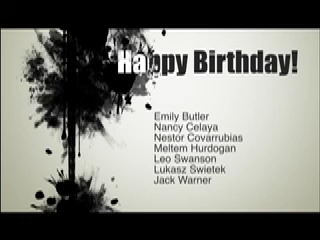 Happy Birthday!
Emily Butler
Nancy Celaya
Nestor Covarrubias
Meltem Hurdogan
Leo Swanson
Lukasz Swietek
Jack Warner